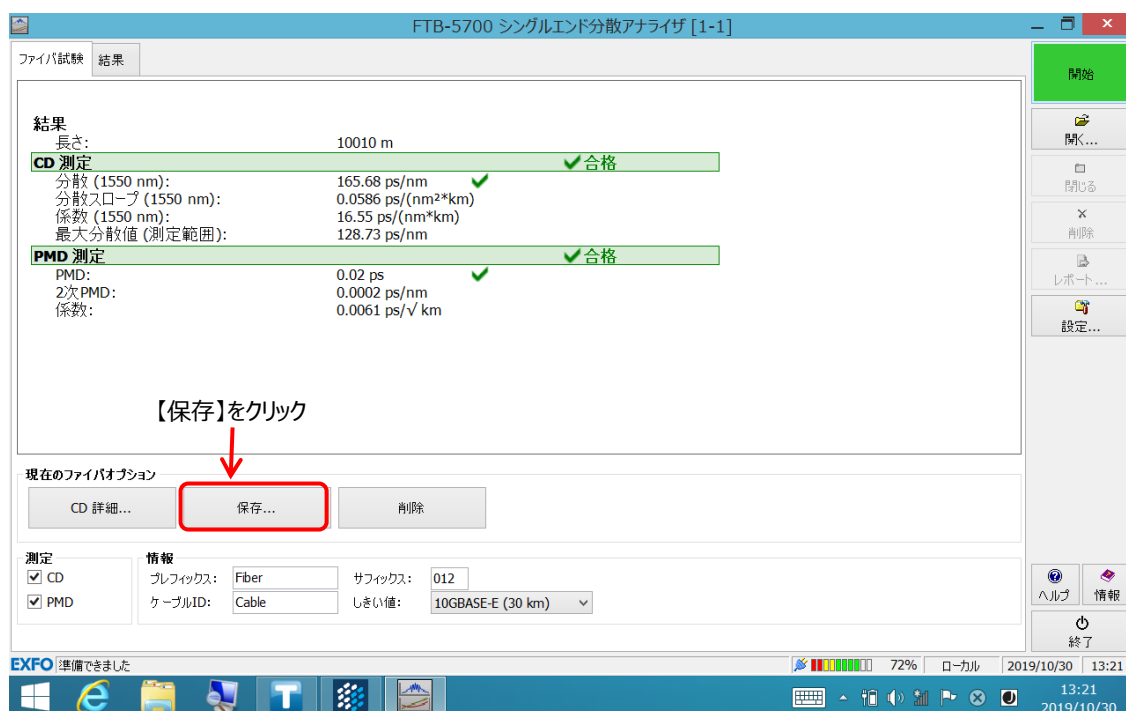 FTB-5700 シングルエンド分散アナライザ [1-1]
ファイバ試験 結果
開始
結果
長さ: 10010 m
CD 測定 合格
分散 (1550 nm): 165.68 ps/nm
分散スロープ (1550 nm): 0.0586 ps/(nm²*km)
係数 (1550 nm): 16.55 ps/(nm*km)
最大分散値 (測定範囲): 128.73 ps/nm
PMD 測定 合格
PMD: 0.02 ps
2次PMD: 0.0002 ps/nm
係数: 0.0061 ps/√ km
開く...
閉じる
削除
レポート...
設定...
【保存】をクリック
現在のファイバオプション
CD 詳細... 保存... 削除
測定 情報
CD プレフィックス: Fiber サフィックス: 012
PMD ケーブルID: Cable しきい値: 10GBASE-E (30 km)
ヘルプ 情報
終了
EXFO 準備できました 72% ローカル 2019/10/30 13:21
T
13:21
2019/10/30